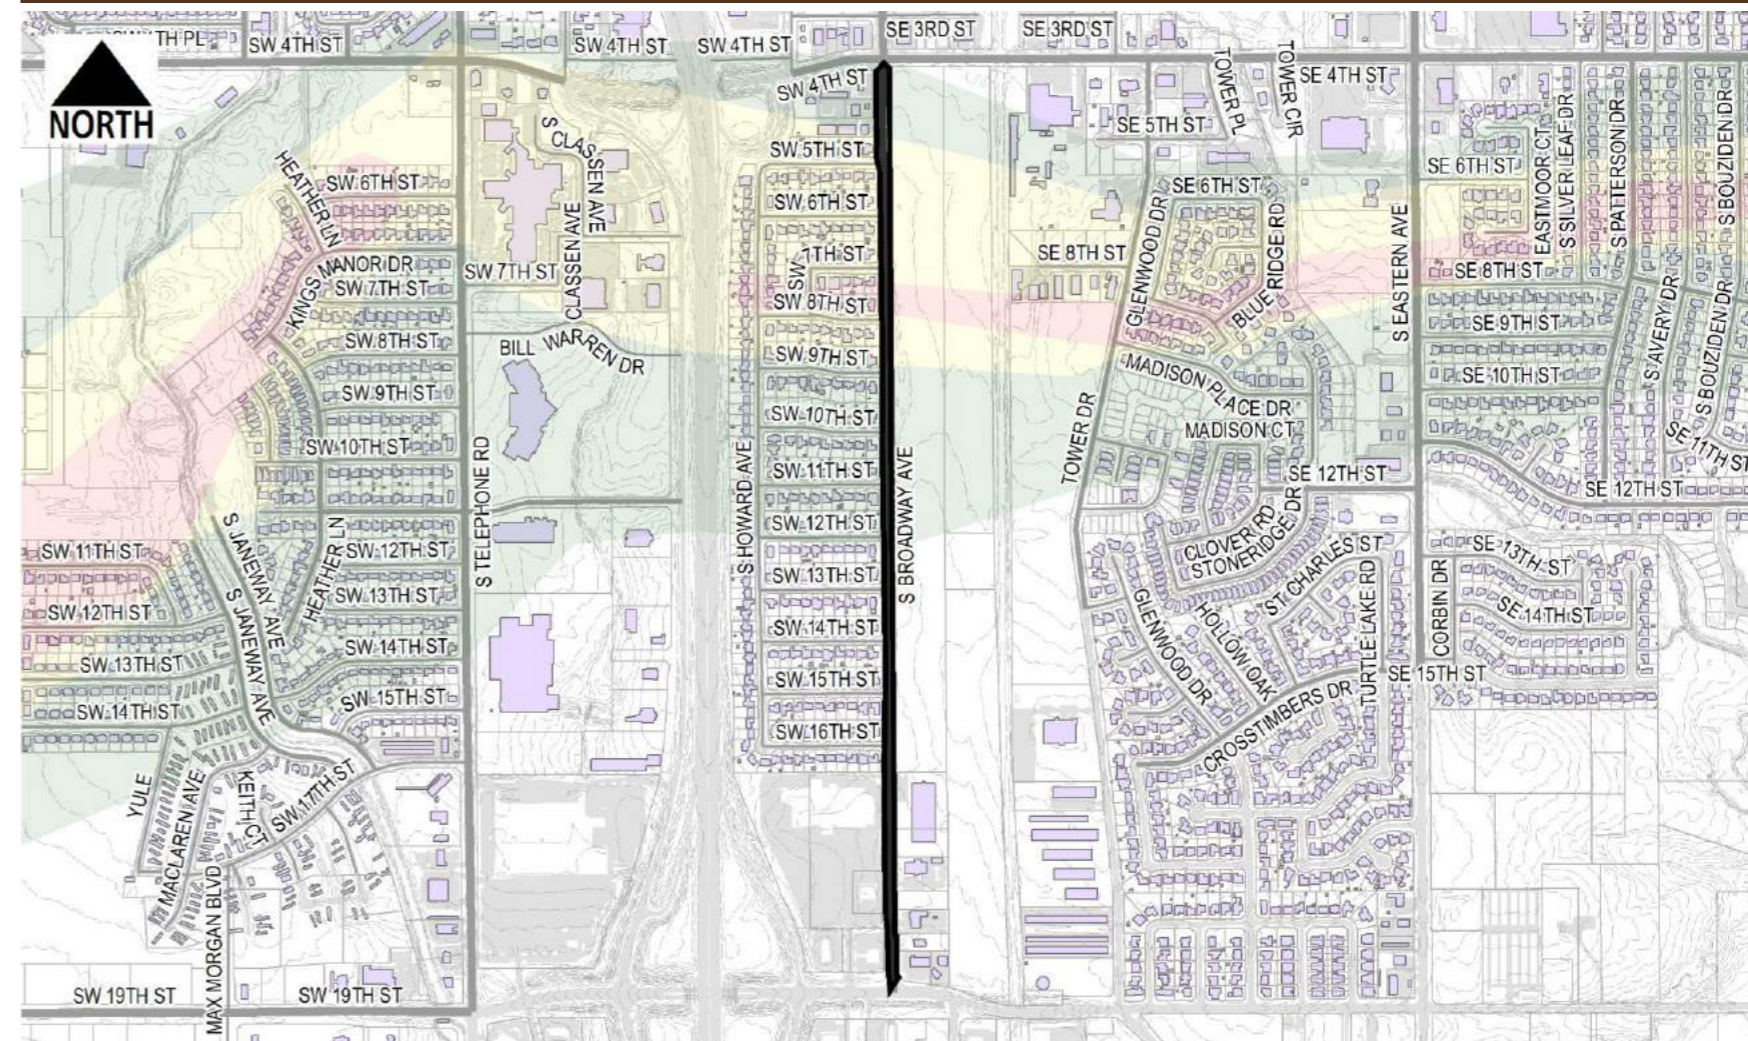 SE 3RD ST
SE 3RD ST
SW 4TH ST
SW 4TH ST
SW 4TH ST
TH PL
NORTH
SW 4TH ST
TOWER PL
TOWER CIR
SE 4TH ST
SE 5TH ST
S CLASSEN AVE
SW 5TH ST
HEATHER LN
SW 6TH ST
SW 6TH ST
SE 6TH ST
SE 6TH ST
EASTMOOR CT
S SILVER LEAF DR
S PATTERSON DR
S BOUZIDEN DR
CLASSEN AVE
GLENWOOD DR
BLUE RIDGE RD
S EASTERN AVE
KINGS MANOR DR
SW 7TH ST
SW 7TH ST
SW 7TH ST
SE 8TH ST
SE 8TH ST
SW 8TH ST
SW 8TH ST
BILL WARREN DR
SW 9TH ST
SW 9TH ST
SE 9TH ST
SE 10TH ST
S AVERY DR
S BOUZIDEN DR
MADISON PLACE DR
MADISON CT
SW 10TH ST
SW 10TH ST
TOWER DR
SE 11TH ST
S TELEPHONE RD
S HOWARD AVE
SW 11TH ST
S BROADWAY AVE
SE 12TH ST
SE 12TH ST
S JANEWAY AVE
HEATHER LN
SW 11TH ST
SW 12TH ST
SW 12TH ST
SW 12TH ST
CLOVER RD
STONERIDGE DR
ST CHARLES ST
SE 13TH ST
SW 13TH ST
SW 13TH ST
SW 13TH ST
S JANEWAY AVE
GLENWOOD DR
HOLLOW OAK
TURTLE LAKE RD
CORBIN DR
SE 14TH ST
SW 14TH ST
SW 14TH ST
SW 14TH ST
SE 15TH ST
SW 15TH ST
SW 15TH ST
CROSSTIMBERS DR
SW 16TH ST
YULE
MACLAREN AVE
KEITH CT
SW 17TH ST
MAX MORGAN BLVD
SW 19TH ST
SW 19TH ST